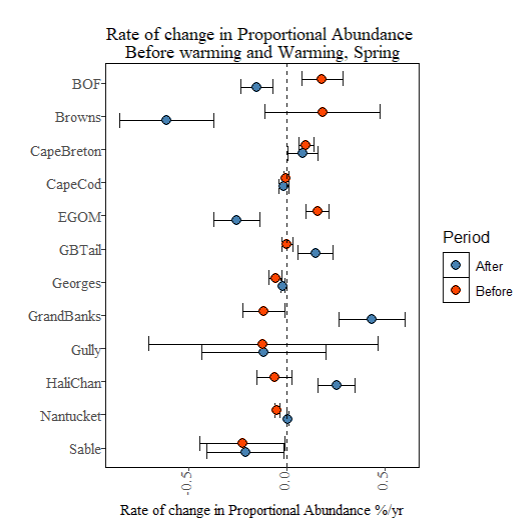 Rate of change in Proportional Abundance
Before warming and Warming, Spring
BOF
Browns
CapeBreton
CapeCod
EGOM
GBTail
Georges
GrandBanks
Gully
HaliChan
Nantucket
Sable
-0.5
0.0
0.5
Rate of change in Proportional Abundance %/yr
Period
After
Before